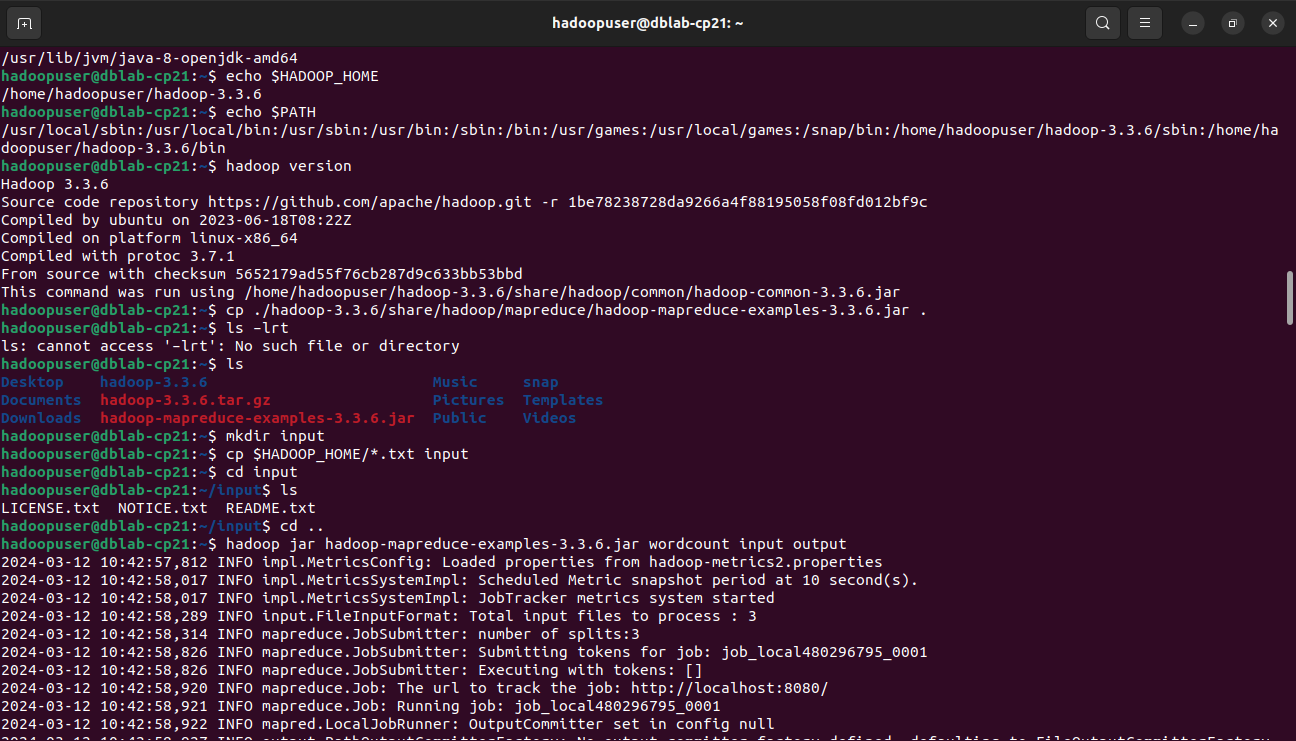 hadoopuser@dblab-cp21: ~
/usr/lib/jvm/java-8-openjdk-amd64
hadoopuser@dblab-cp21:~$ echo $HADOOP_HOME
/home/hadoopuser/hadoop-3.3.6
hadoopuser@dblab-cp21:~$ echo $PATH
/usr/local/sbin:/usr/local/bin:/usr/sbin:/usr/bin:/sbin:/bin:/usr/games:/usr/local/games:/snap/bin:/home/hadoopuser/hadoop-3.3.6/sbin:/home/ha
doopuser/hadoop-3.3.6/bin
hadoopuser@dblab-cp21:~$ hadoop version
Hadoop 3.3.6
Source code repository https://github.com/apache/hadoop.git -r 1be78238728da9266a4f88195058f08fd012bf9c
Compiled by ubuntu on 2023-06-18T08:22Z
Compiled on platform linux-x86_64
Compiled with protoc 3.7.1
From source with checksum 5652179ad55f76cb287d9c633bb53bbd
This command was run using /home/hadoopuser/hadoop-3.3.6/share/hadoop/common/hadoop-common-3.3.6.jar
hadoopuser@dblab-cp21:~$ cp ./hadoop-3.3.6/share/hadoop/mapreduce/hadoop-mapreduce-examples-3.3.6.jar .
hadoopuser@dblab-cp21:~$ ls –lrt
ls: cannot access '–lrt': No such file or directory
hadoopuser@dblab-cp21:~$ ls
Desktop hadoop-3.3.6 Music snap
Documents hadoop-3.3.6.tar.gz Pictures Templates
Downloads hadoop-mapreduce-examples-3.3.6.jar Public Videos
hadoopuser@dblab-cp21:~$ mkdir input
hadoopuser@dblab-cp21:~$ cp $HADOOP_HOME/*.txt input
hadoopuser@dblab-cp21:~$ cd input
hadoopuser@dblab-cp21:~/input$ ls
LICENSE.txt NOTICE.txt README.txt
hadoopuser@dblab-cp21:~/input$ cd ..
hadoopuser@dblab-cp21:~$ hadoop jar hadoop-mapreduce-examples-3.3.6.jar wordcount input output
2024-03-12 10:42:57,812 INFO impl.MetricsConfig: Loaded properties from hadoop-metrics2.properties
2024-03-12 10:42:58,017 INFO impl.MetricsSystemImpl: Scheduled Metric snapshot period at 10 second(s).
2024-03-12 10:42:58,017 INFO impl.MetricsSystemImpl: JobTracker metrics system started
2024-03-12 10:42:58,289 INFO input.FileInputFormat: Total input files to process : 3
2024-03-12 10:42:58,314 INFO mapreduce.JobSubmitter: number of splits:3
2024-03-12 10:42:58,826 INFO mapreduce.JobSubmitter: Submitting tokens for job: job_local480296795_0001
2024-03-12 10:42:58,826 INFO mapreduce.JobSubmitter: Executing with tokens: []
2024-03-12 10:42:58,920 INFO mapreduce.Job: The url to track the job: http://localhost:8080/
2024-03-12 10:42:58,921 INFO mapreduce.Job: Running job: job_local480296795_0001
2024-03-12 10:42:58,922 INFO mapred.LocalJobRunner: OutputCommitter set in config null
2024-03-12 10:42:58,927 INFO output.PathOutputCommitterFactory: No output committer factory defined, defaulting to FileOutputCommitterFactory